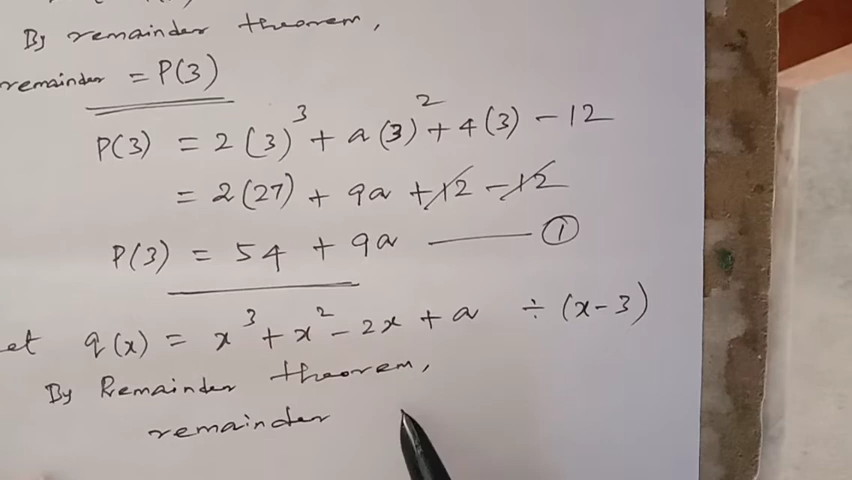 By remainder theorem,
remainder = P(3)
P(3) = 2(3)³ + a(3)² + 4(3) - 12
= 2(27) + 9a + 12 - 12
P(3) = 54 + 9a ——— ①
et q(x) = x³ + x² - 2x + a ÷ (x-3)
By Remainder theorem,
remainder